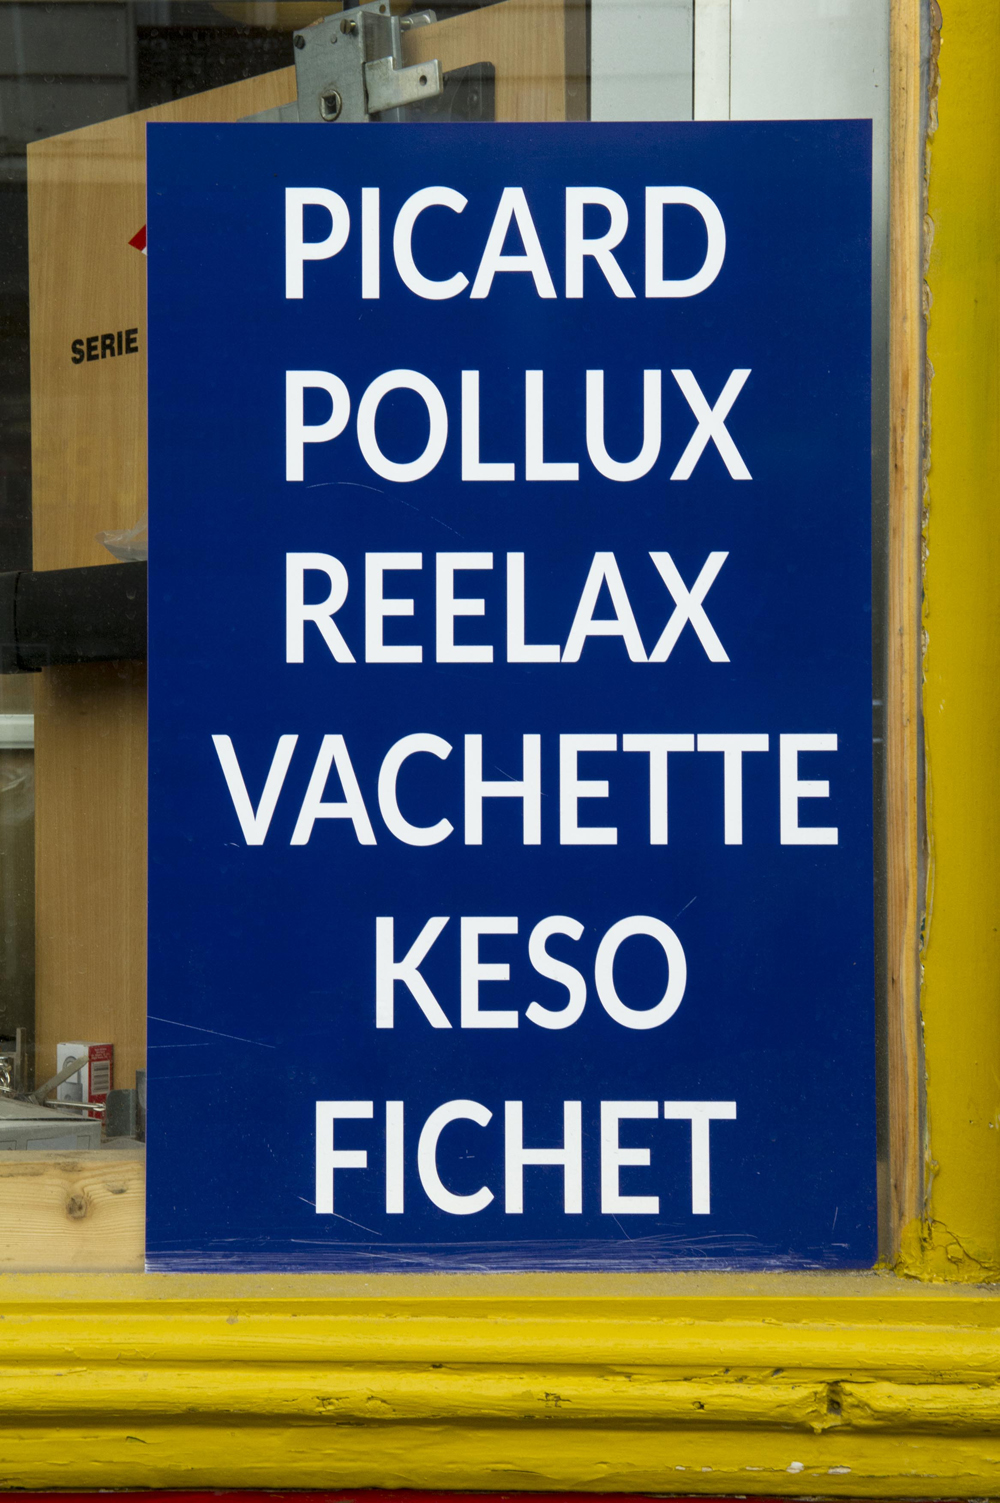 PICARD
POLLUX
REELAX
VACHETTE
KESO
FICHET
SERIE